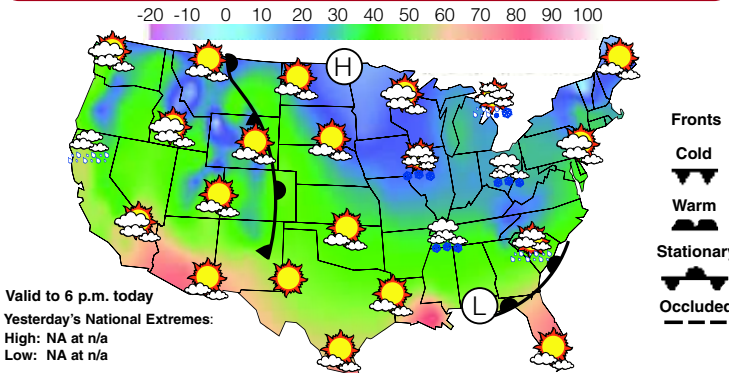 -20 -10 0 10 20 30 40 50 60 70 80 90 100
H
Fronts
Cold
Warm
Stationary
Occluded
L
Valid to 6 p.m. today
Yesterday's National Extremes:
High: NA at n/a
Low: NA at n/a